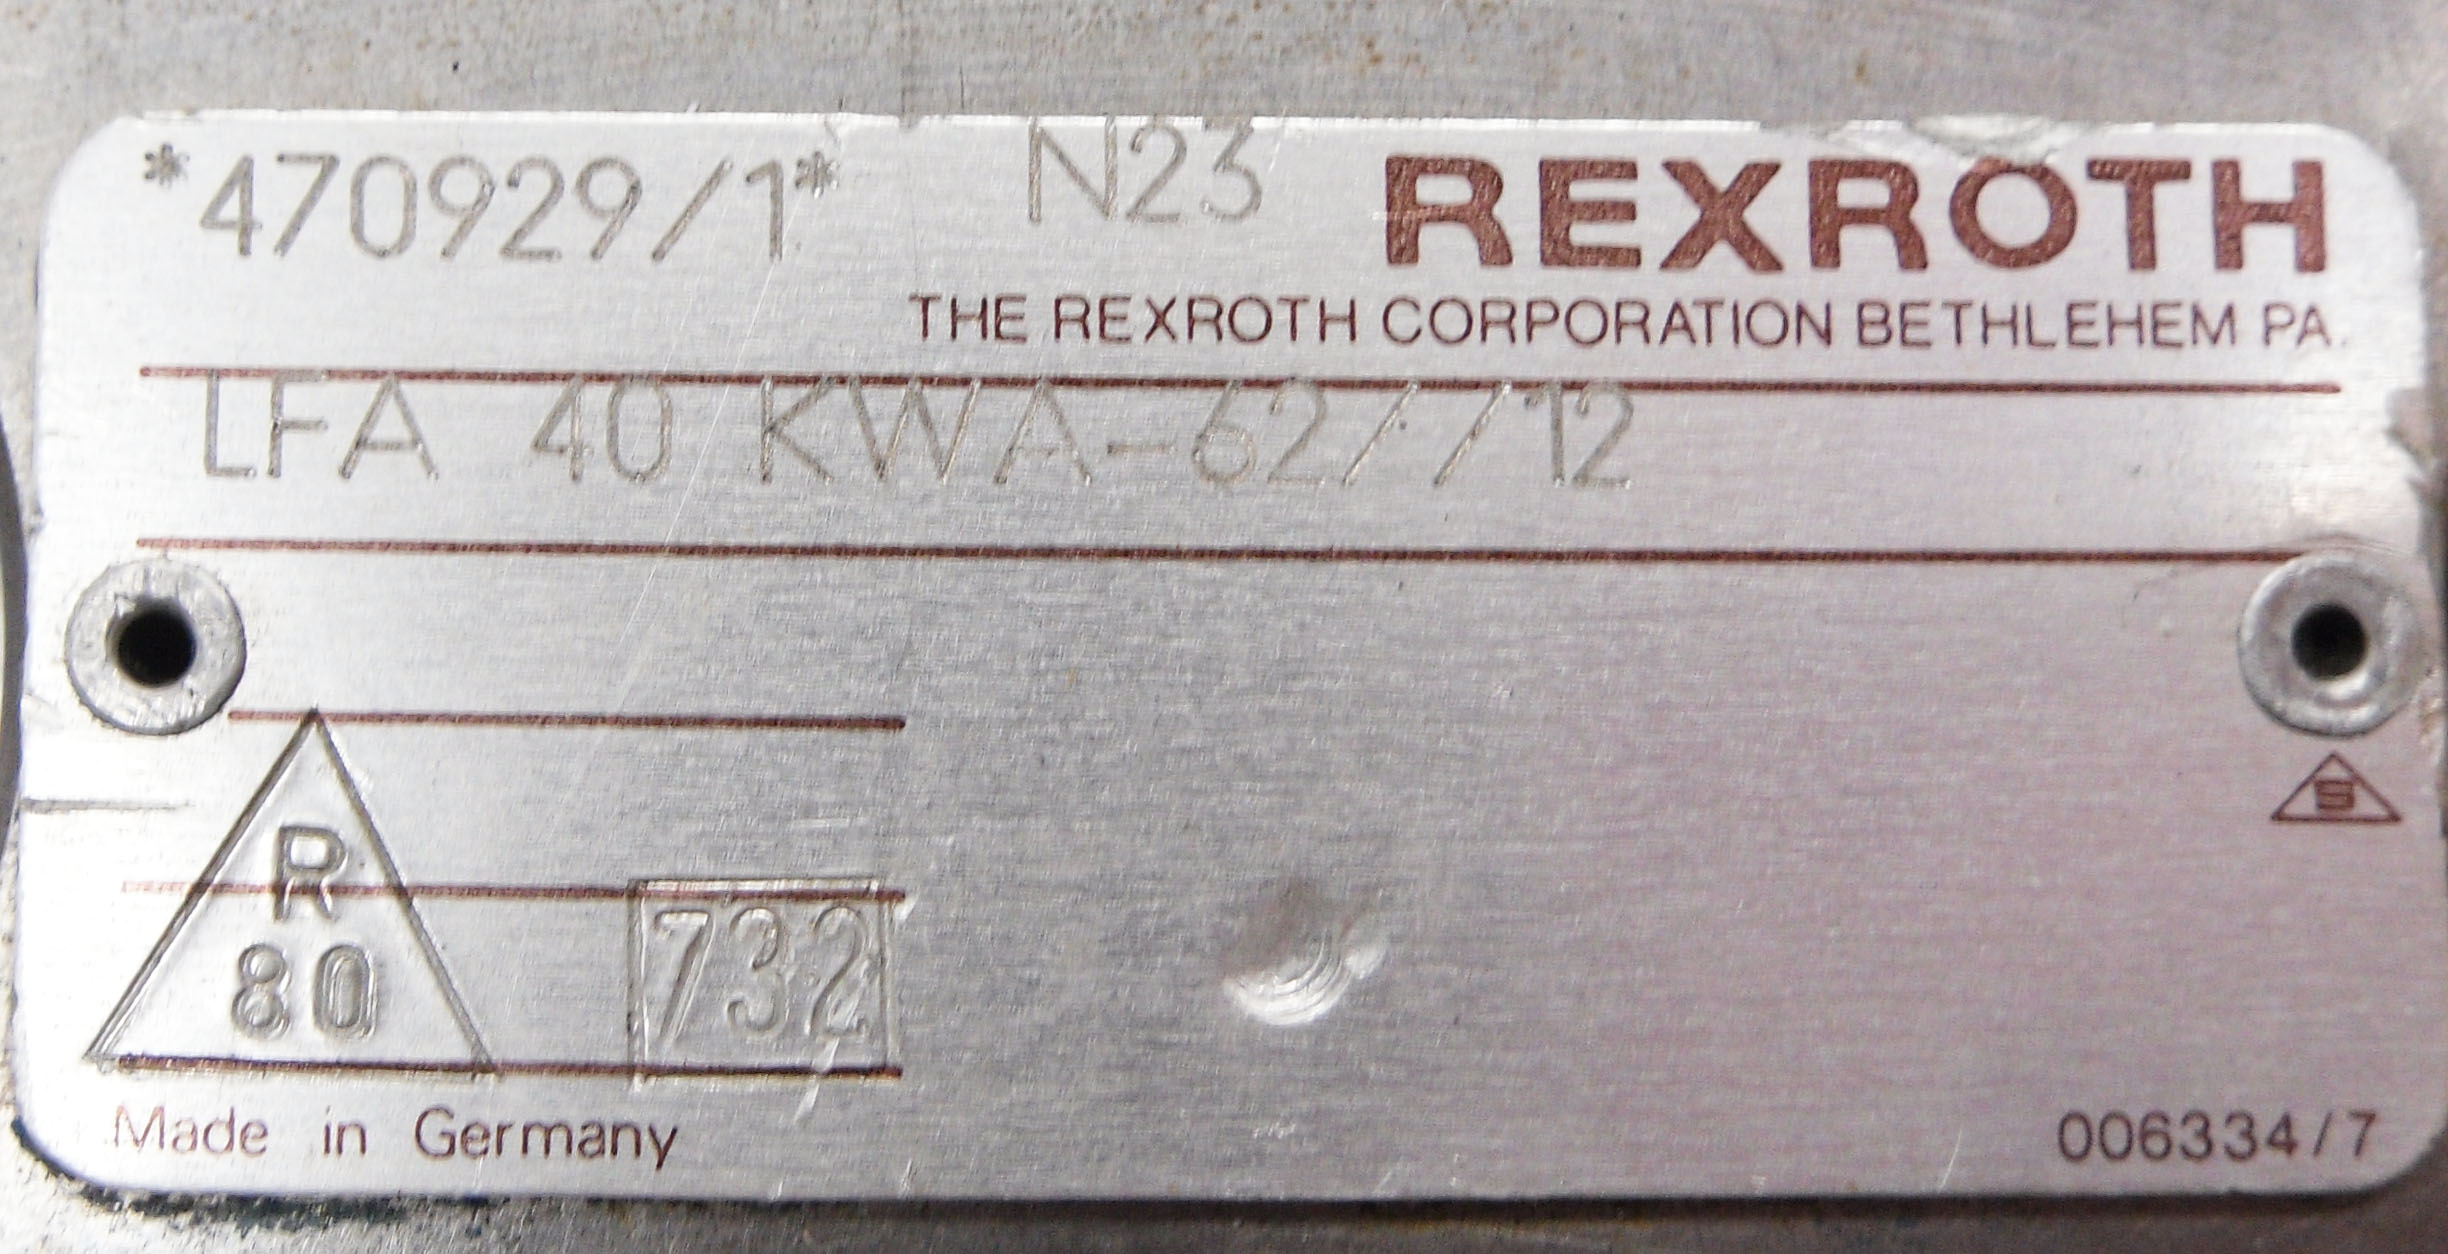 *470929/1* N23 REXROTH
THE REXROTH CORPORATION BETHLEHEM PA.
LFA 40 KWA-62//12
R
80
732
S
Made in Germany
006334/7